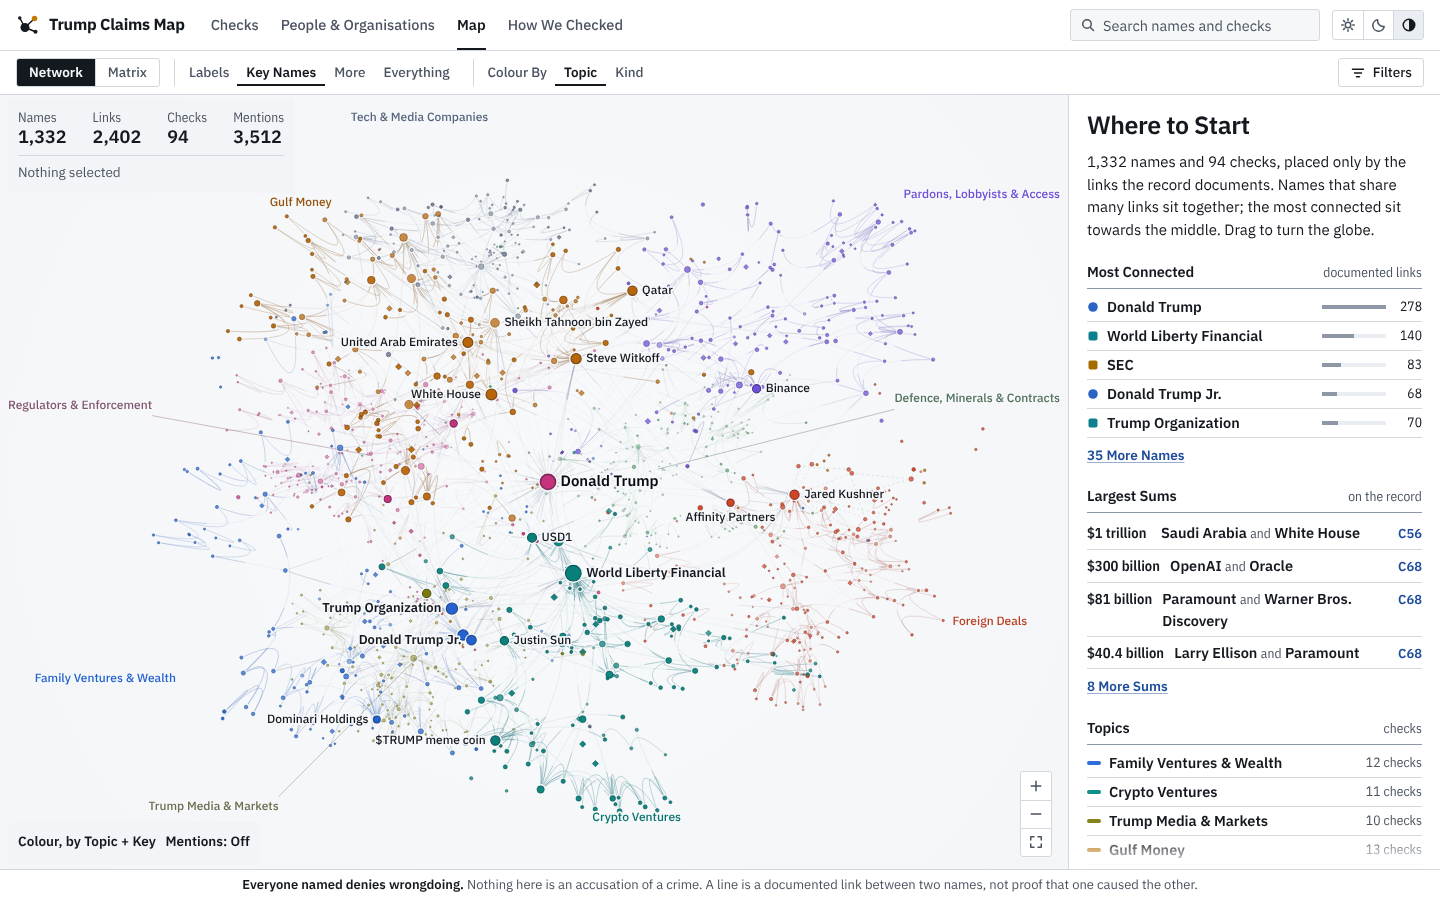 Trump Claims Map
Checks
People & Organisations
Map
How We Checked
Search names and checks
Network
Matrix
Labels
Key Names
More
Everything
Colour By
Topic
Kind
Filters
Names
Links
Checks
Mentions
1,332
2,402
94
3,512
Nothing selected
Tech & Media Companies
Gulf Money
Pardons, Lobbyists & Access
Qatar
Sheikh Tahnoon bin Zayed
United Arab Emirates
Steve Witkoff
White House
Binance
Regulators & Enforcement
Defence, Minerals & Contracts
Donald Trump
Jared Kushner
Affinity Partners
USD1
World Liberty Financial
Trump Organization
Donald Trump Jr.
Justin Sun
Foreign Deals
Family Ventures & Wealth
Dominari Holdings
$TRUMP meme coin
Trump Media & Markets
Crypto Ventures
Colour, by Topic + Key
Mentions: Off
Where to Start
1,332 names and 94 checks, placed only by the
links the record documents. Names that share
many links sit together; the most connected sit
towards the middle. Drag to turn the globe.
Most Connected
documented links
Donald Trump 278
World Liberty Financial 140
SEC 83
Donald Trump Jr. 68
Trump Organization 70
35 More Names
Largest Sums
on the record
$1 trillion Saudi Arabia and White House C56
$300 billion OpenAI and Oracle C68
$81 billion Paramount and Warner Bros. C68
Discovery
$40.4 billion Larry Ellison and Paramount C68
8 More Sums
Topics
checks
Family Ventures & Wealth 12 checks
Crypto Ventures 11 checks
Trump Media & Markets 10 checks
Gulf Money 13 checks
Everyone named denies wrongdoing. Nothing here is an accusation of a crime. A line is a documented link between two names, not proof that one caused the other.